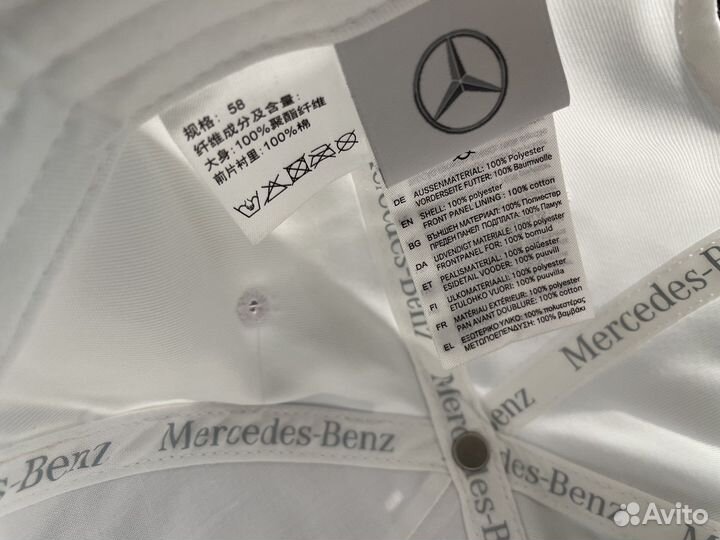 规格: 58
纤维成分及含量:
大身:100%聚酯纤维
前片衬里:100%棉
DE AUSSENMATERIAL: 100% Polyester
VORDERSEITE FUTTER: 100% Baumwolle
EN SHELL: 100% polyester
FRONT PANEL LINING : 100% cotton
BG ВЪНШЕН МАТЕРИАЛ: 100% Полиестер
ПРЕДЕН ПАНЕЛ ПОДПЛАТА: 100% Памук
DA UDVENDIGT MATERIALE: 100% polyester
FRONTPANEL FOR: 100% bomuld
ET PEALISMATERJAL: 100% polüester
ESIDETAIL VOODER: 100% puuvill
FI ULKOMATERIAALI: 100% polyesteri
ETULOHKO VUORI: 100% puuvilla
FR MATÉRIAU EXTÉRIEUR: 100% polyester
PAN AVANT DOUBLURE: 100% cotton
EL ΕΞΩΤΕΡΙΚΟ ΥΛΙΚΟ: 100% πολυεστέρας
ΜΕΤΩΠΟΕΠΕΝΔΥΣΗ: 100% βαμβάκι
Mercedes-Benz
Mercedes-B
s-Benz
Mercedes-Benz
enz
des-Benz
Mercedes-P
Avito